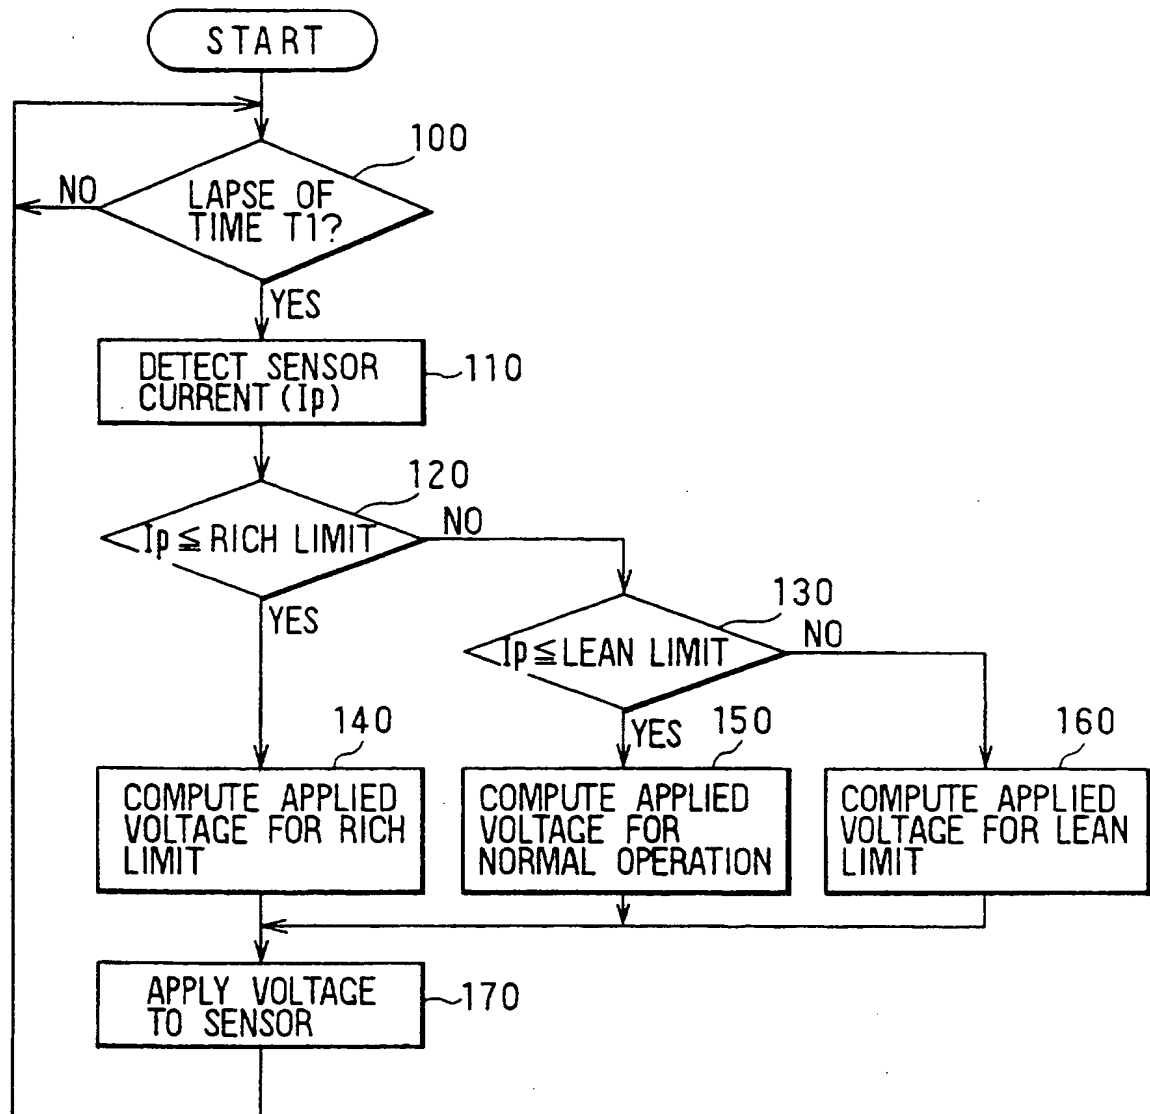 START
100
LAPSE OF
TIME T1?
NO
YES
DETECT SENSOR
CURRENT (Ip)
110
120
Ip ≦ RICH LIMIT
NO
YES
130
Ip ≦ LEAN LIMIT
NO
YES
140
COMPUTE APPLIED
VOLTAGE FOR RICH
LIMIT
150
COMPUTE APPLIED
VOLTAGE FOR
NORMAL OPERATION
160
COMPUTE APPLIED
VOLTAGE FOR LEAN
LIMIT
APPLY VOLTAGE
TO SENSOR
170